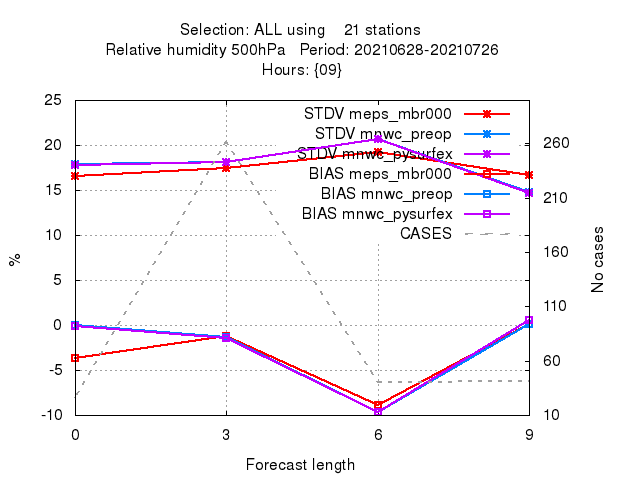 Selection: ALL using 21 stations
Relative humidity 500hPa Period: 20210628-20210726
Hours: {09}
STDV meps_mbr000
STDV mnwc_preop
STDV mnwc_pysurfex
BIAS meps_mbr000
BIAS mnwc_preop
BIAS mnwc_pysurfex
CASES
%
25
20
15
10
5
0
-5
-10
No cases
260
210
160
110
60
10
0 3 6 9
Forecast length